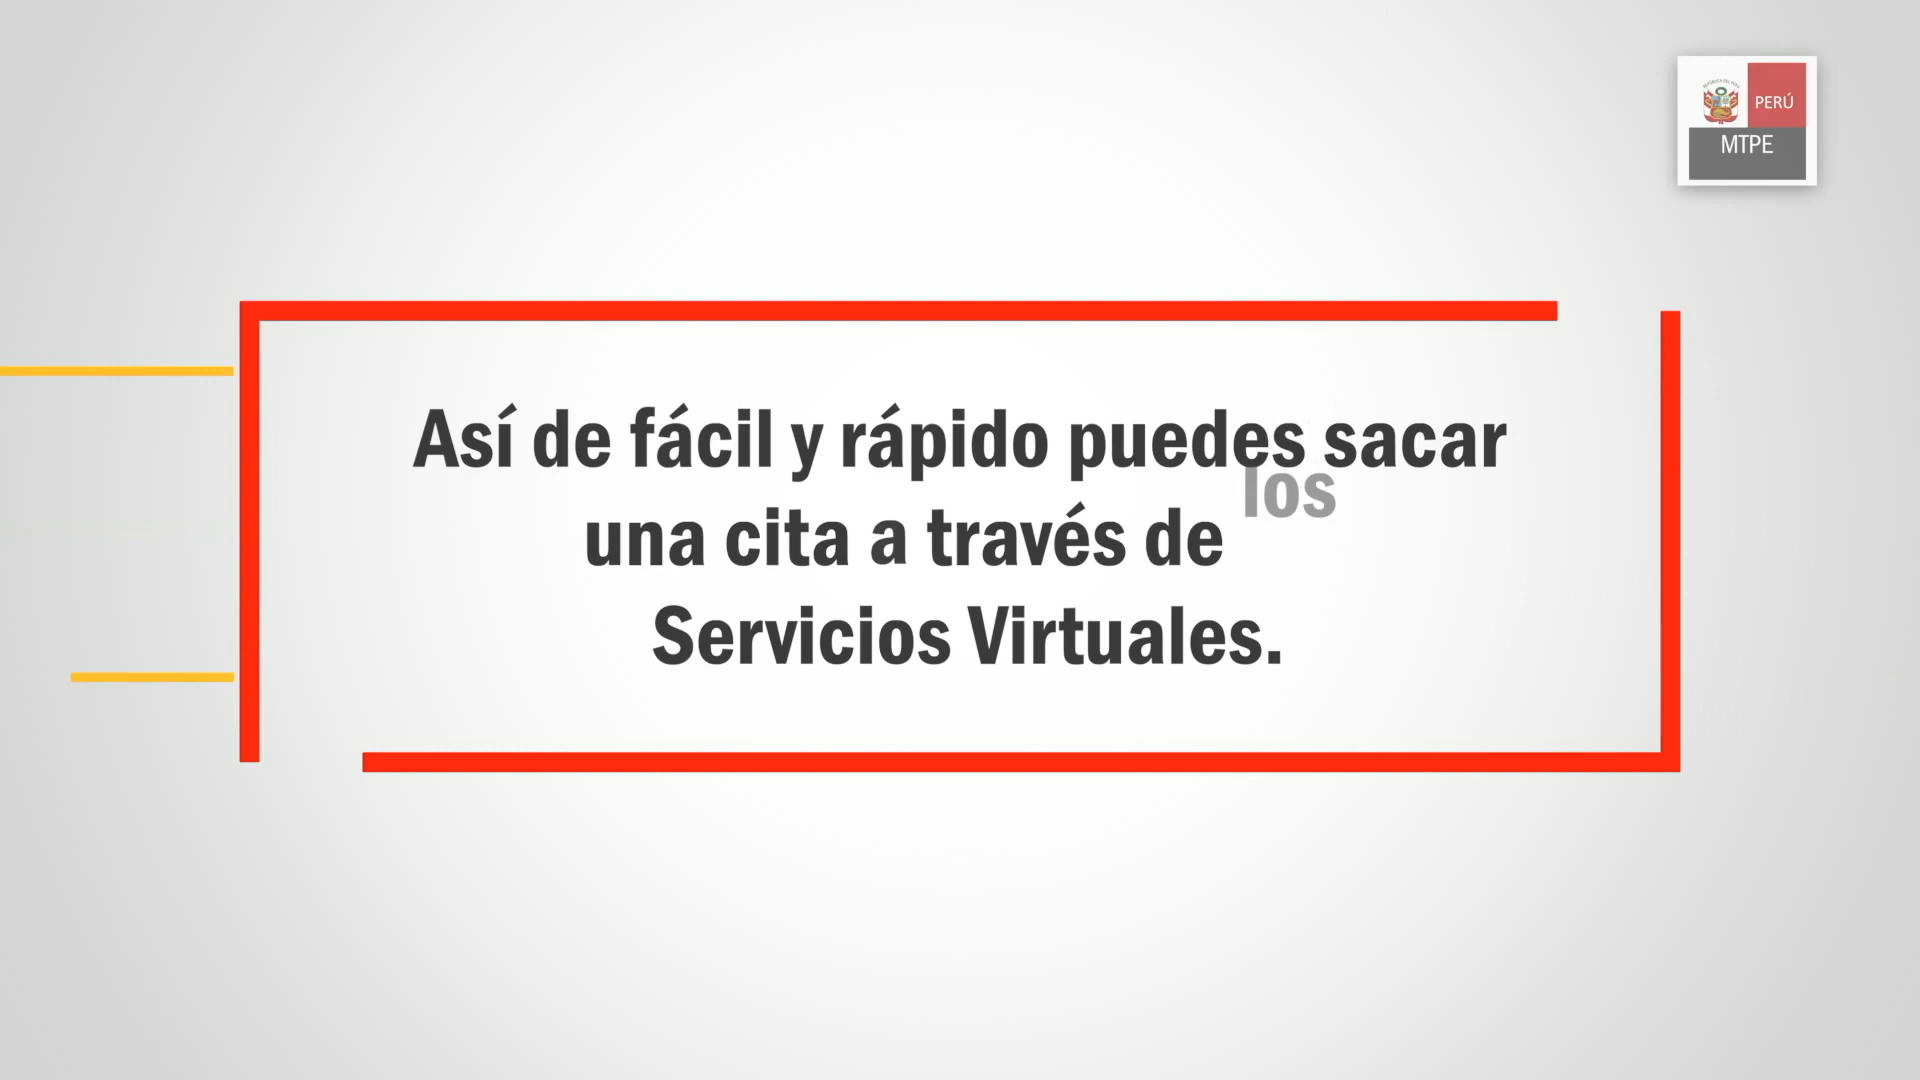 PERÚ
MTPE
Así de fácil y rápido puedes sacar
una cita a través de los
Servicios Virtuales.